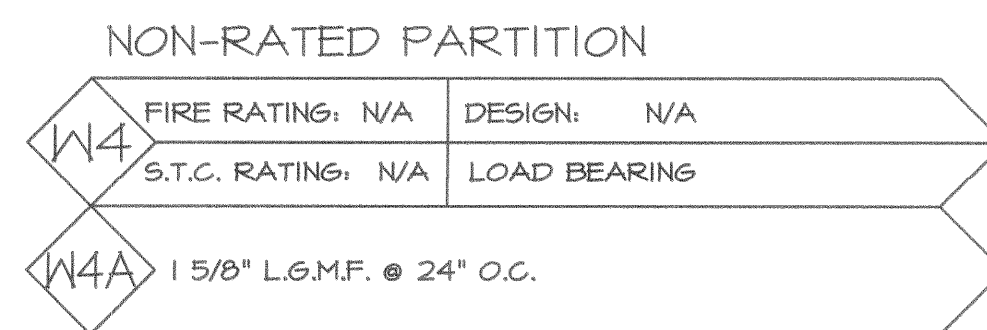 NON-RATED PARTITION
W4 FIRE RATING: N/A DESIGN: N/A
S.T.C. RATING: N/A LOAD BEARING
W4A 1 5/8" L.G.M.F. @ 24" O.C.